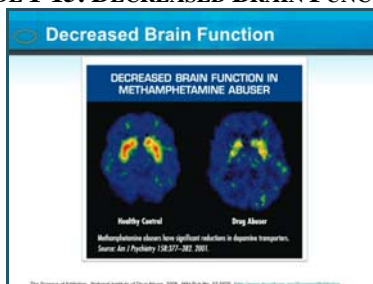 Decreased Brain Function
DECREASED BRAIN FUNCTION IN
METHAMPHETAMINE ABUSER
Healthy Control
Drug Abuser
Methamphetamine abusers have significant reductions in dopamine transporters.
Source: Am J Psychiatry 158:377–382, 2001.